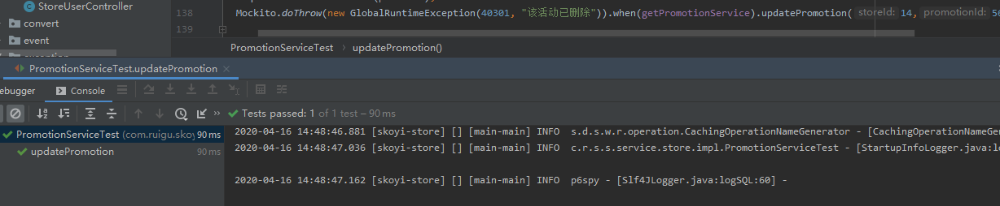 StoreUserController
convert
event
138
139
Mockito.doThrow(new GlobalRuntimeException(40301, "该活动已删除")).when(getPromotionService).updatePromotion( storeId: 14, promotionId:
PromotionServiceTest › updatePromotion()
PromotionServiceTest.updatePromotion ×
ebugger Console
Tests passed: 1 of 1 test – 90 ms
PromotionServiceTest (com.ruigu.skoy 90 ms
updatePromotion 90 ms
2020-04-16 14:48:46.881 [skoyi-store] [] [main-main] INFO s.d.s.w.r.operation.CachingOperationNameGenerator - [CachingOperationNameGe
2020-04-16 14:48:47.036 [skoyi-store] [] [main-main] INFO c.r.s.s.service.store.impl.PromotionServiceTest - [StartupInfoLogger.java:lo
2020-04-16 14:48:47.162 [skoyi-store] [] [main-main] INFO p6spy - [Slf4JLogger.java:logSQL:60] -